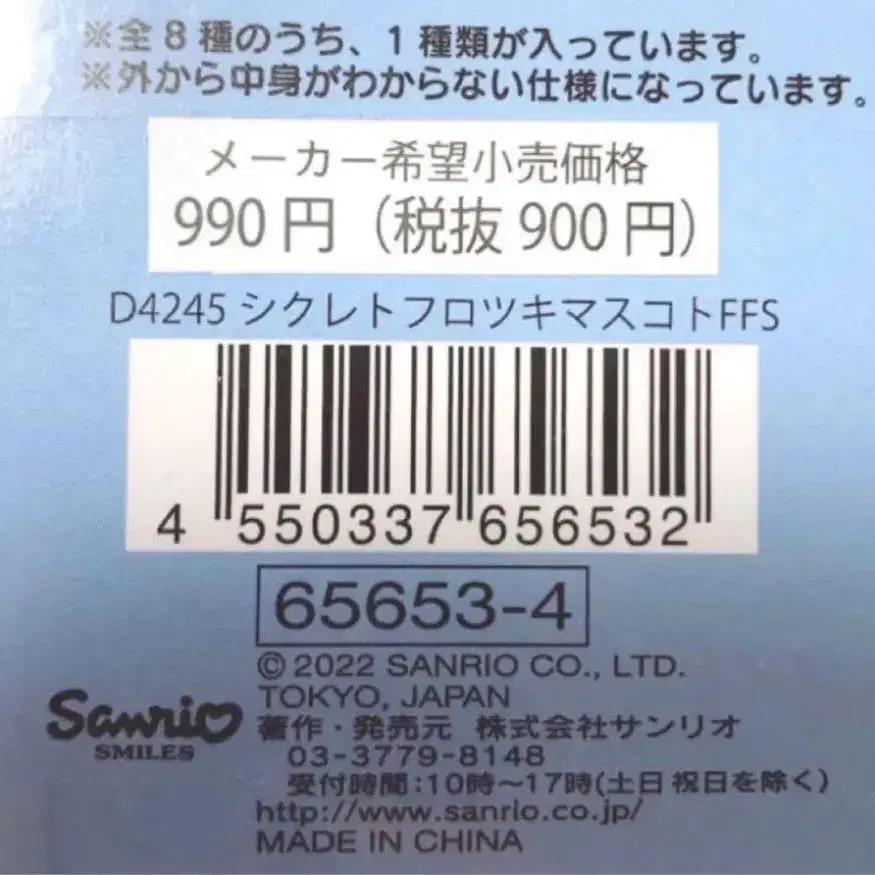 ※全8種のうち、1種類が入っています。
※外から中身がわからない仕様になっています。
メーカー希望小売価格
990円（税抜900円）
D4245 シクレトフロツキマスコトFFS
4 550337 656532
65653-4
© 2022 SANRIO CO., LTD.
TOKYO, JAPAN
Sanrio
SMILES
著作・発売元 株式会社サンリオ
03-3779-8148
受付時間:10時〜17時(土日祝日を除く)
http://www.sanrio.co.jp/
MADE IN CHINA